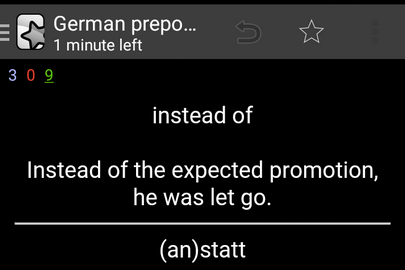 German prepo...
1 minute left
3 0 9
instead of
Instead of the expected promotion,
he was let go.
(an)statt